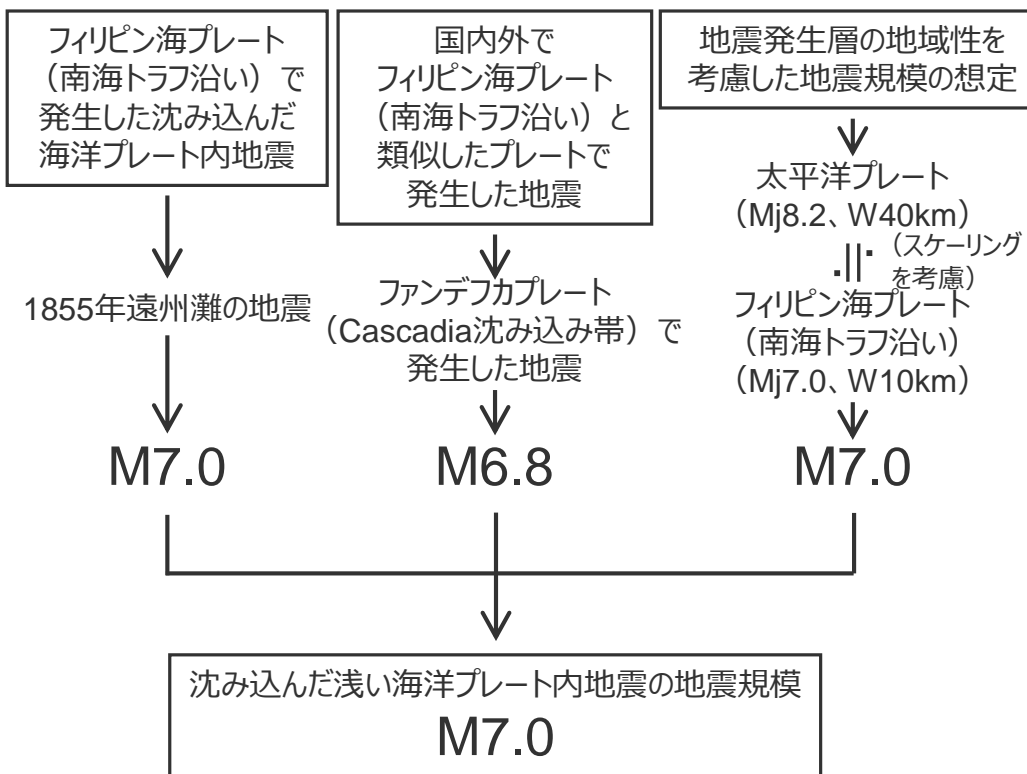 フィリピン海プレート
（南海トラフ沿い）で
発生した沈み込んだ
海洋プレート内地震
1855年遠州灘の地震
M7.0
国内外で
フィリピン海プレート
（南海トラフ沿い）と
類似したプレートで
発生した地震
ファンデフカプレート
（Cascadia沈み込み帯）で
発生した地震
M6.8
地震発生層の地域性を
考慮した地震規模の想定
太平洋プレート
（Mj8.2、W40km）
（スケーリング
を考慮）
フィリピン海プレート
（南海トラフ沿い）
（Mj7.0、W10km）
M7.0
沈み込んだ浅い海洋プレート内地震の地震規模
M7.0